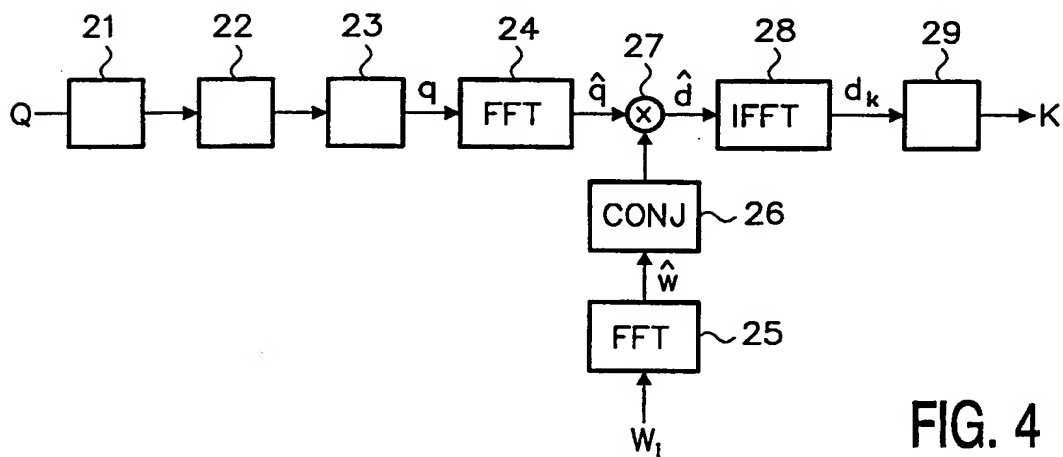 21 22 23 24 27 28 29
Q q FFT q̂ × d̂ IFFT dₖ K
CONJ 26
ŵ
FFT 25
Wᵢ
FIG. 4